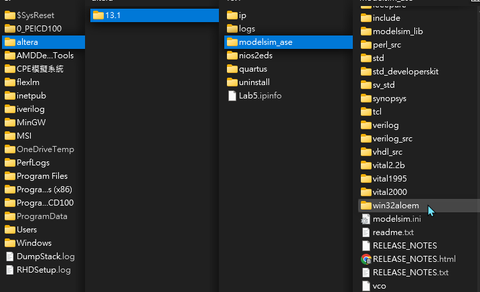 $SysReset
0_PEICD100
altera
AMDDe...Tools
CPE模擬系統
flexlm
inetpub
iverilog
MinGW
MSI
OneDriveTemp
PerfLogs
Program Files
Progra...s (x86)
Progra...CD100
ProgramData
Users
Windows
DumpStack.log
RHDSetup.log
13.1
ip
logs
modelsim_ase
nios2eds
quartus
uninstall
Lab5.ipinfo
include
modelsim_lib
perl_src
std
std_developerskit
sv_std
synopsys
tcl
verilog
verilog_src
vhdl_src
vital2.2b
vital1995
vital2000
win32aloem
modelsim.ini
readme.txt
RELEASE_NOTES
RELEASE_NOTES.html
RELEASE_NOTES.txt
vco